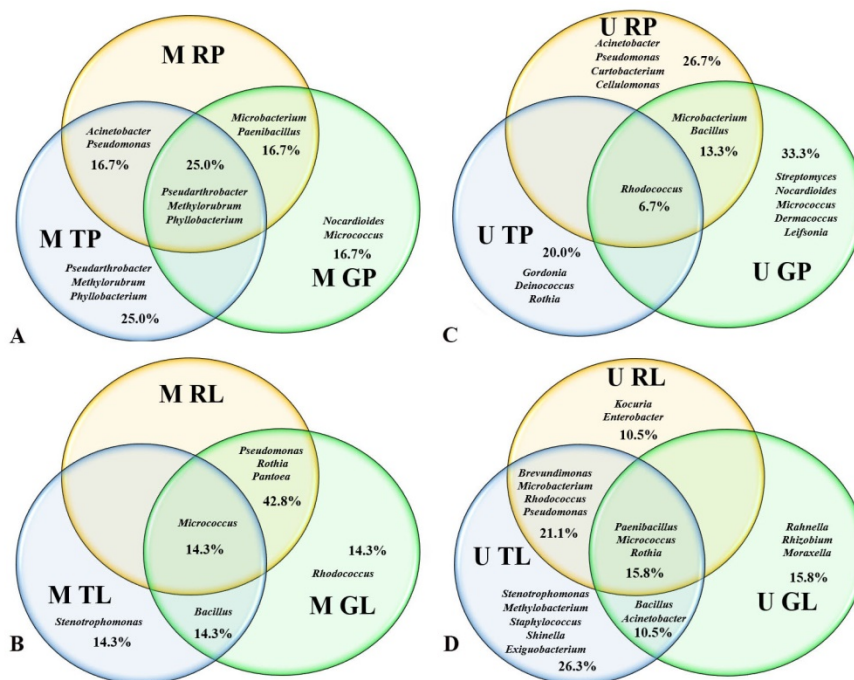 M RP
Acinetobacter
Pseudomonas
16.7%
Microbacterium
Paenibacillus
16.7%
25.0%
Pseudarthrobacter
Methylorubrum
Phyllobacterium
M TP
Pseudarthrobacter
Methylorubrum
Phyllobacterium
25.0%
Nocardioides
Micrococcus
16.7%
M GP
A
U RP
Acinetobacter
Pseudomonas
Curtobacterium
Cellulomonas
26.7%
Microbacterium
Bacillus
13.3%
33.3%
Streptomyces
Nocardioides
Micrococcus
Dermacoccus
Leifsonia
Rhodococcus
6.7%
U TP
20.0%
Gordonia
Deinococcus
Rothia
U GP
C
M RL
Pseudomonas
Rothia
Pantoea
42.8%
Micrococcus
14.3%
14.3%
Rhodococcus
M TL
Stenotrophomonas
14.3%
Bacillus
14.3%
M GL
B
U RL
Kocuria
Enterobacter
10.5%
Brevundimonas
Microbacterium
Rhodococcus
Pseudomonas
21.1%
Paenibacillus
Micrococcus
Rothia
15.8%
Rahnella
Rhizobium
Moraxella
15.8%
U TL
Stenotrophomonas
Methylobacterium
Staphylococcus
Shinella
Exiguobacterium
26.3%
Bacillus
Acinetobacter
10.5%
U GL
D